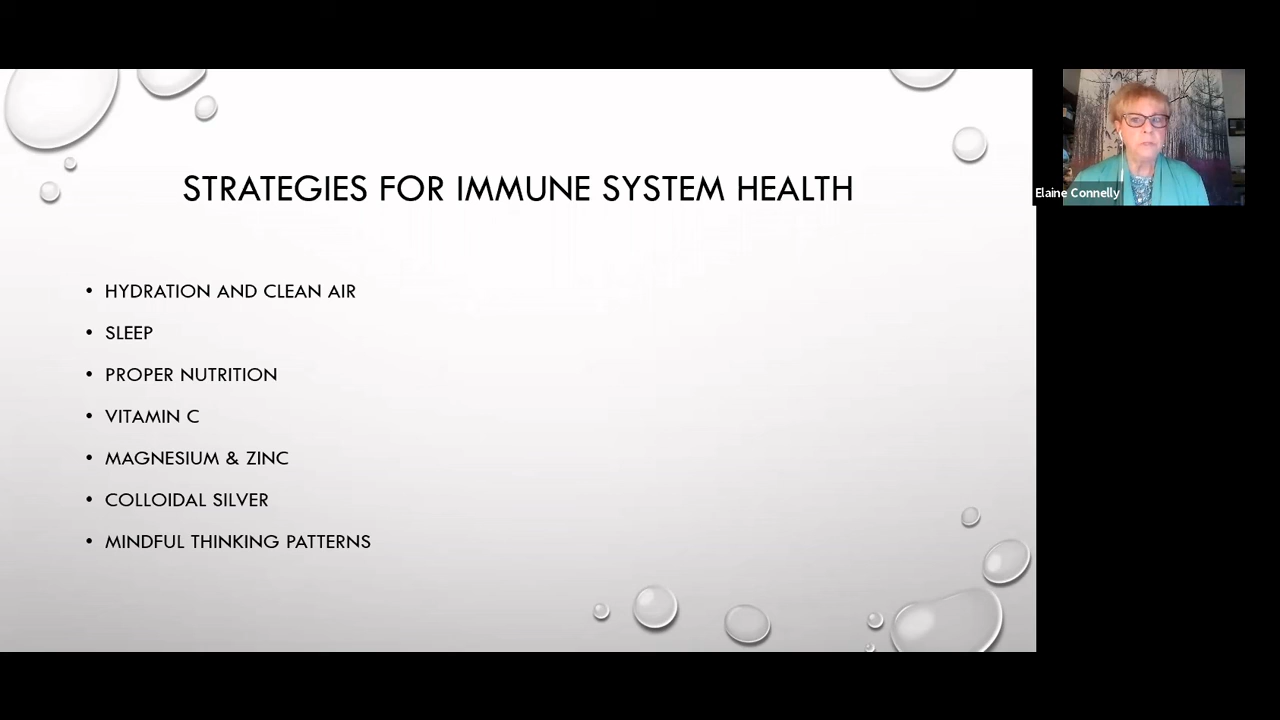 STRATEGIES FOR IMMUNE SYSTEM HEALTH
• HYDRATION AND CLEAN AIR
• SLEEP
• PROPER NUTRITION
• VITAMIN C
• MAGNESIUM & ZINC
• COLLOIDAL SILVER
• MINDFUL THINKING PATTERNS
Elaine Connelly